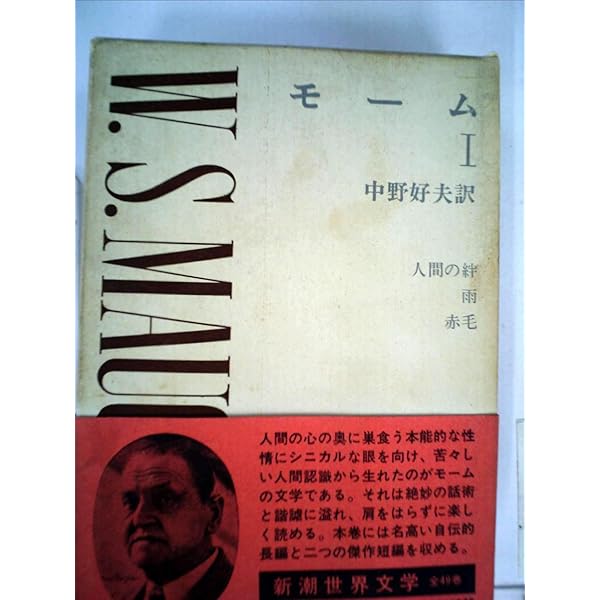 W. S. MAUG
モーム
I
中野好夫訳
人間の絆
雨
赤毛
人間の心の奥に巣食う本能的な性
情にシニカルな眼を向け、苦々し
い人間認識から生れたのがモーム
の文学である。それは絶妙の話術
と諧謔に溢れ、肩をはらずに楽し
く読める。本巻には名高い自伝的
長編と二つの傑作短編を収める。
新潮世界文学 全49巻